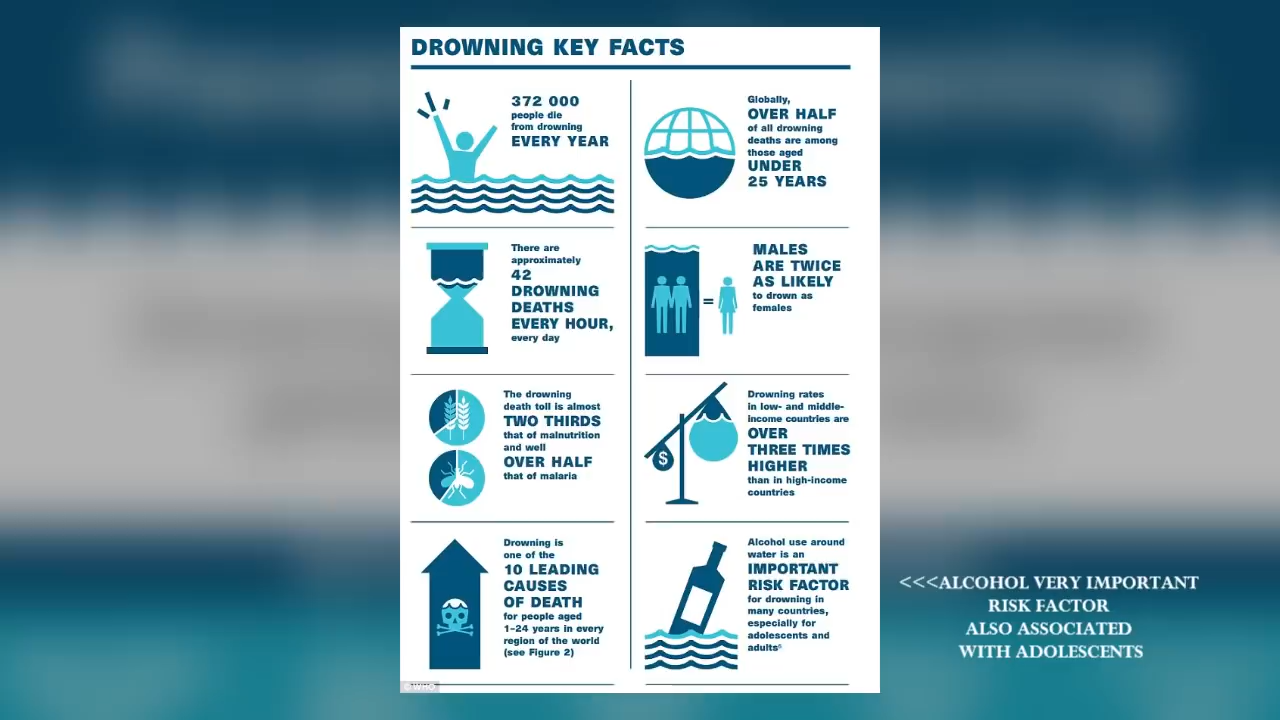 DROWNING KEY FACTS
372 000
people die
from drowning
EVERY YEAR
Globally,
OVER HALF
of all drowning
deaths are among
those aged
UNDER
25 YEARS
There are
approximately
42
DROWNING
DEATHS
EVERY HOUR,
every day
MALES
ARE TWICE
AS LIKELY
to drown as
females
=
The drowning
death toll is almost
TWO THIRDS
that of malnutrition
and well
OVER HALF
that of malaria
Drowning rates
in low- and middle-
income countries are
OVER
THREE TIMES
HIGHER
than in high-income
countries
$
Drowning is
one of the
10 LEADING
CAUSES
OF DEATH
for people aged
1–24 years in every
region of the world
(see Figure 2)
Alcohol use around
water is an
IMPORTANT
RISK FACTOR
for drowning in
many countries,
especially for
adolescents and
adults⁶
© WHO
<<<ALCOHOL VERY IMPORTANT
RISK FACTOR
ALSO ASSOCIATED
WITH ADOLESCENTS